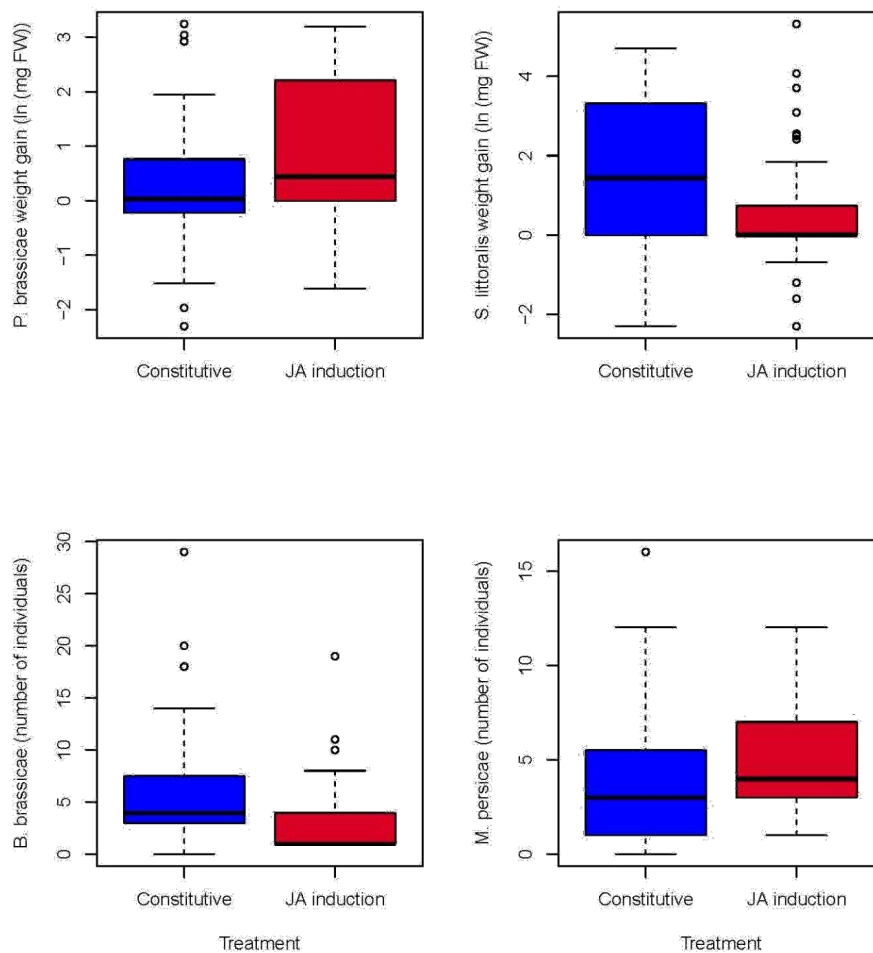 P. brassicae weight gain (ln (mg FW))
3
2
1
0
−1
−2
Constitutive
JA induction
S. littoralis weight gain (ln (mg FW))
4
2
0
−2
Constitutive
JA induction
B. brassicae (number of individuals)
30
25
20
15
10
5
0
Constitutive
JA induction
Treatment
M. persicae (number of individuals)
15
10
5
0
Constitutive
JA induction
Treatment